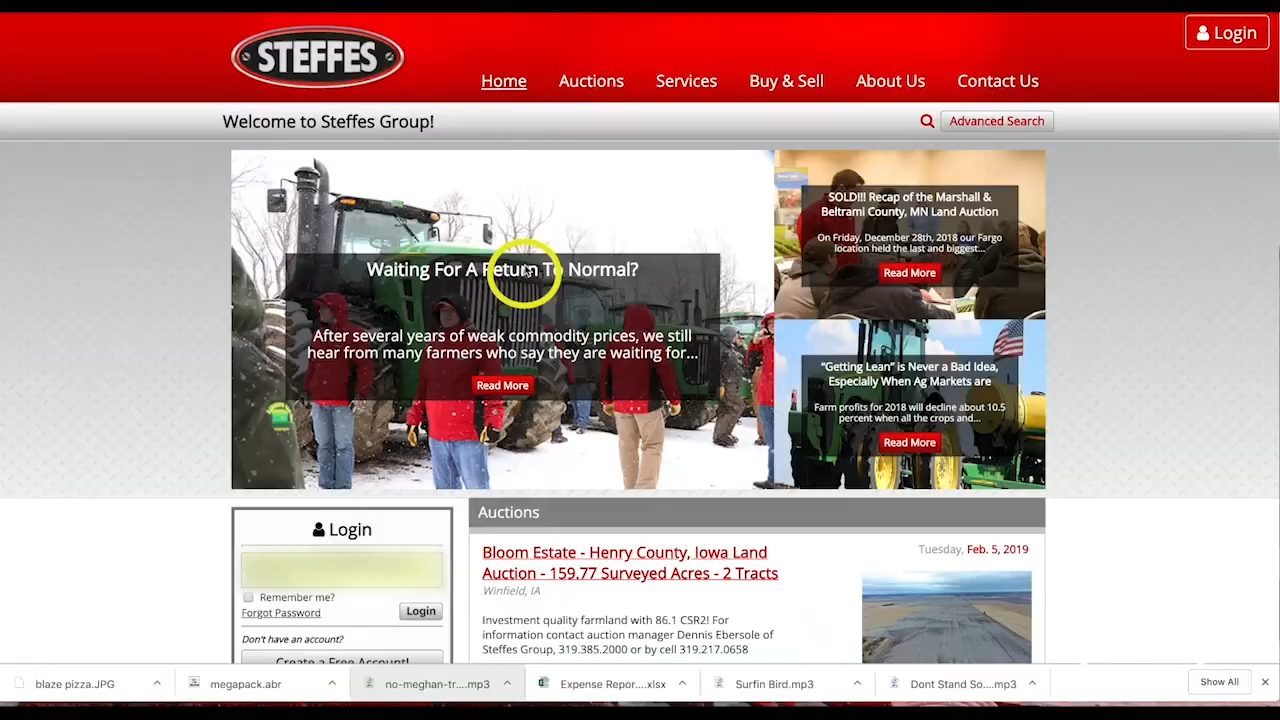 STEFFES
Login
Home
Auctions
Services
Buy & Sell
About Us
Contact Us
Welcome to Steffes Group!
Advanced Search
Waiting For A Return To Normal?
After several years of weak commodity prices, we still
hear from many farmers who say they are waiting for...
Read More
SOLD!!! Recap of the Marshall &
Beltrami County, MN Land Auction
On Friday, December 28th, 2018 our Fargo
location held the last and biggest...
Read More
“Getting Lean” is Never a Bad Idea,
Especially When Ag Markets are
Farm profits for 2018 will decline about 10.5
percent when all the crops and...
Read More
Login
Remember me?
Forgot Password
Login
Don't have an account?
Create a Free Account!
Auctions
Bloom Estate - Henry County, Iowa Land
Auction - 159.77 Surveyed Acres - 2 Tracts
Winfield, IA
Tuesday, Feb. 5, 2019
Investment quality farmland with 86.1 CSR2! For
information contact auction manager Dennis Ebersole of
Steffes Group, 319.385.2000 or by cell 319.217.0658
blaze pizza.JPG
megapack.abr
no-meghan-tr....mp3
Expense Repor....xlsx
Surfin Bird.mp3
Dont Stand So....mp3
Show All